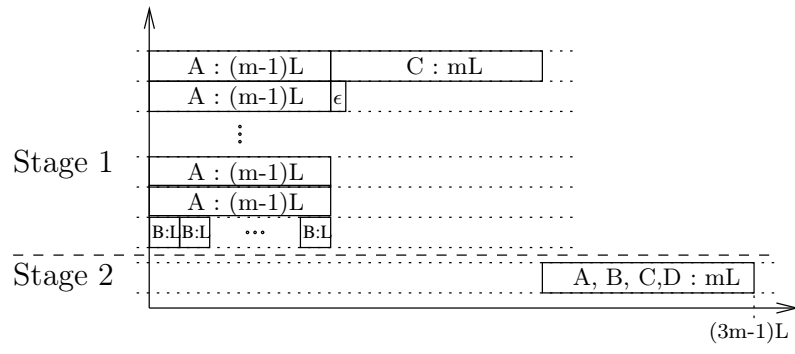 A : (m-1)L C : mL
A : (m-1)L ϵ
Stage 1
A : (m-1)L
A : (m-1)L
B:L B:L B:L
Stage 2
A, B, C,D : mL
(3m-1)L